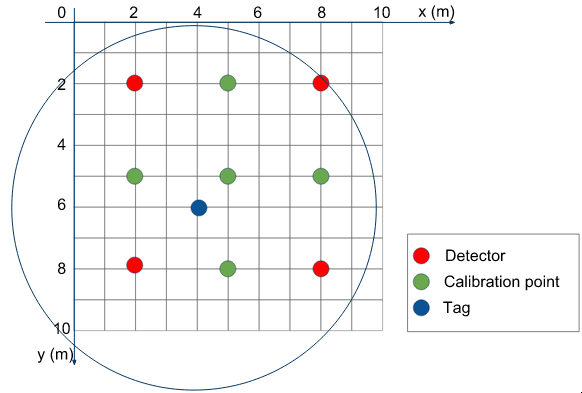 0 2 4 6 8 10 x (m)
2
4
6
8
10
y (m)
Detector
Calibration point
Tag